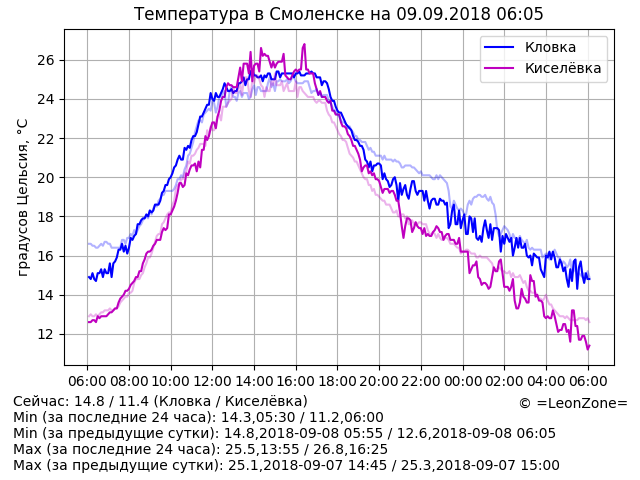 Температура в Смоленске на 09.09.2018 06:05
Кловка
Киселёвка
градусов Цельсия, °C
26
24
22
20
18
16
14
12
06:00 08:00 10:00 12:00 14:00 16:00 18:00 20:00 22:00 00:00 02:00 04:00 06:00
Сейчас: 14.8 / 11.4 (Кловка / Киселёвка)
© =LeonZone=
Min (за последние 24 часа): 14.3,05:30 / 11.2,06:00
Min (за предыдущие сутки): 14.8,2018-09-08 05:55 / 12.6,2018-09-08 06:05
Max (за последние 24 часа): 25.5,13:55 / 26.8,16:25
Max (за предыдущие сутки): 25.1,2018-09-07 14:45 / 25.3,2018-09-07 15:00